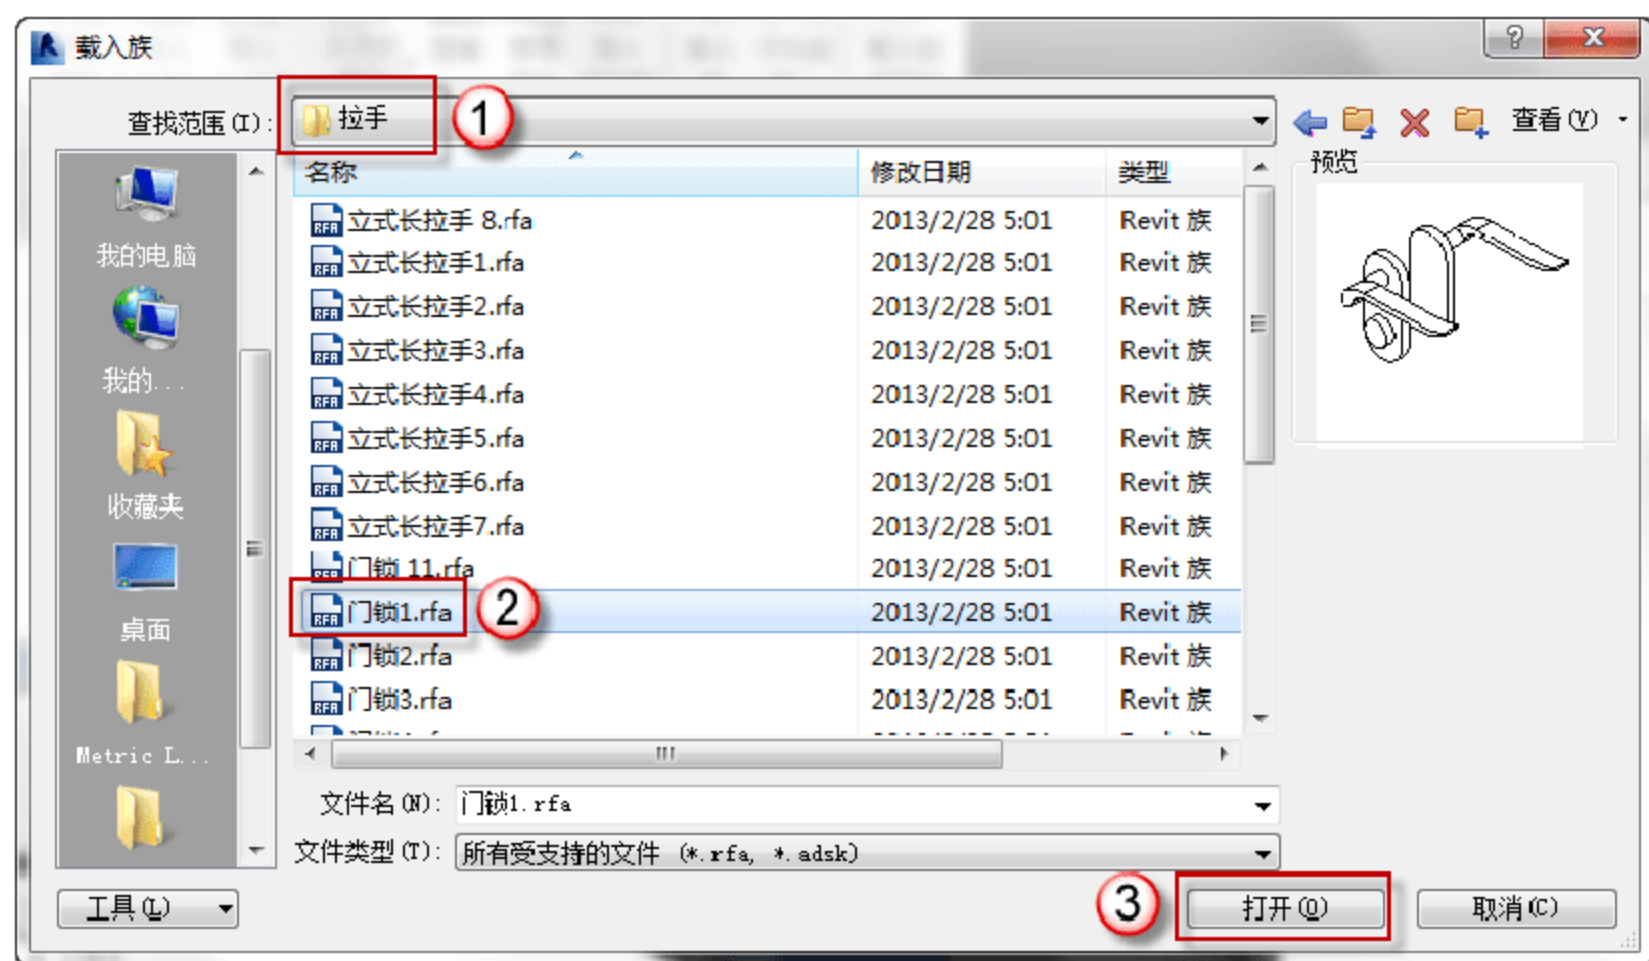 载入族
查找范围(I): 拉手 1 查看(V)
名称 修改日期 类型 预览
立式长拉手 8.rfa 2013/2/28 5:01 Revit 族
立式长拉手1.rfa 2013/2/28 5:01 Revit 族
立式长拉手2.rfa 2013/2/28 5:01 Revit 族
立式长拉手3.rfa 2013/2/28 5:01 Revit 族
立式长拉手4.rfa 2013/2/28 5:01 Revit 族
立式长拉手5.rfa 2013/2/28 5:01 Revit 族
立式长拉手6.rfa 2013/2/28 5:01 Revit 族
立式长拉手7.rfa 2013/2/28 5:01 Revit 族
门锁 11.rfa 2013/2/28 5:01 Revit 族
门锁1.rfa 2 2013/2/28 5:01 Revit 族
门锁2.rfa 2013/2/28 5:01 Revit 族
门锁3.rfa 2013/2/28 5:01 Revit 族
我的电脑
我的...
收藏夹
桌面
Metric L...
文件名(N): 门锁1.rfa
文件类型(T): 所有受支持的文件 (*.rfa, *.adsk)
工具(L) 3 打开(O) 取消(C)